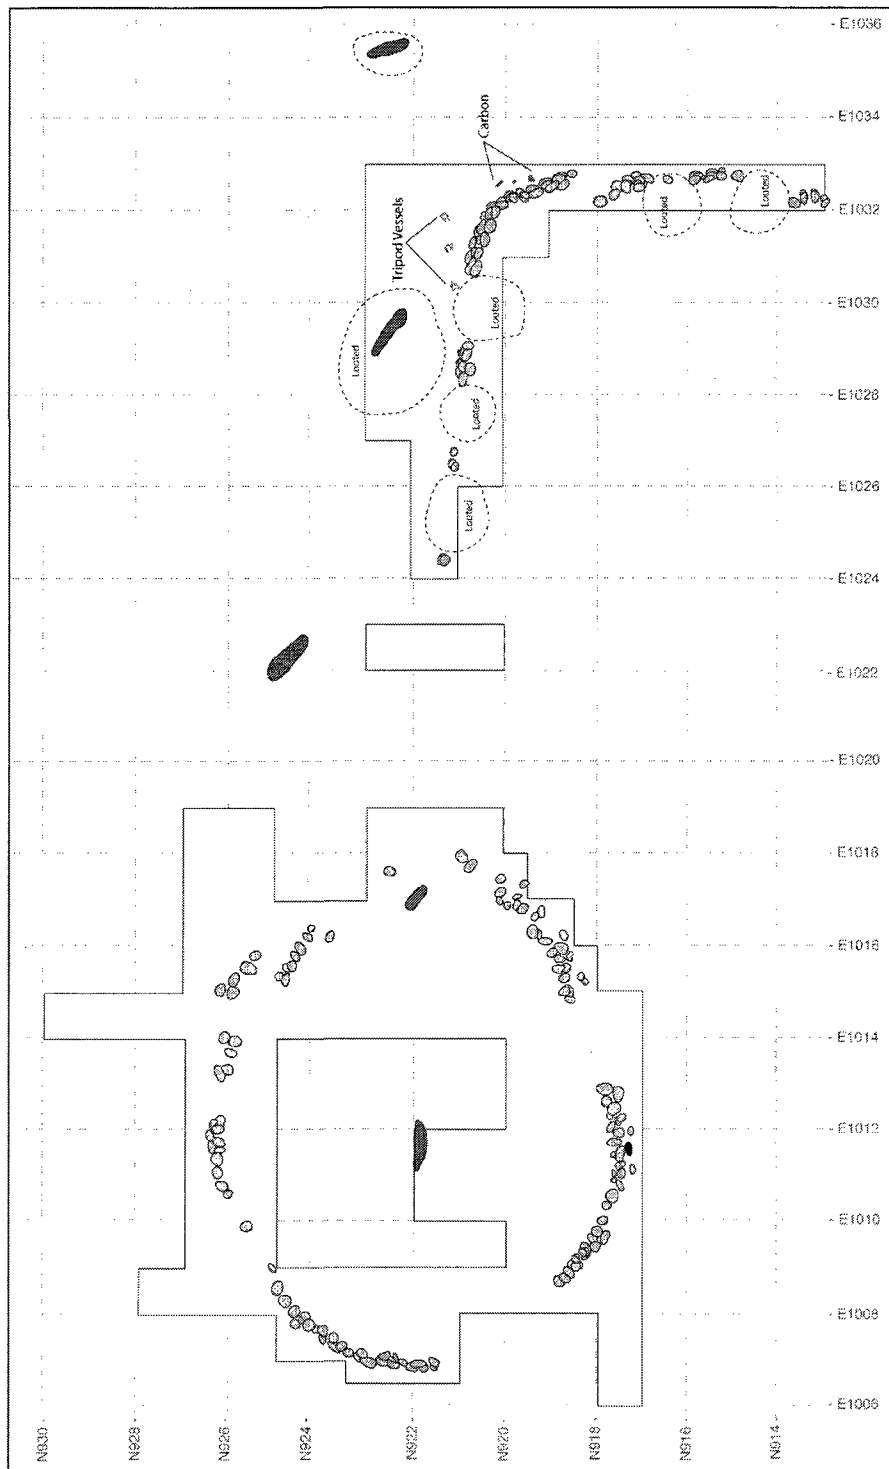 E1036
E1034
Carbon
Tripod Vessels
E1032
Looted
Looted
E1030
Looted
Looted
E1028
Looted
E1026
Looted
E1024
E1022
E1020
E1018
E1016
E1014
E1012
E1010
E1008
E1006
N930
N928
N926
N924
N922
N920
N918
N916
N914